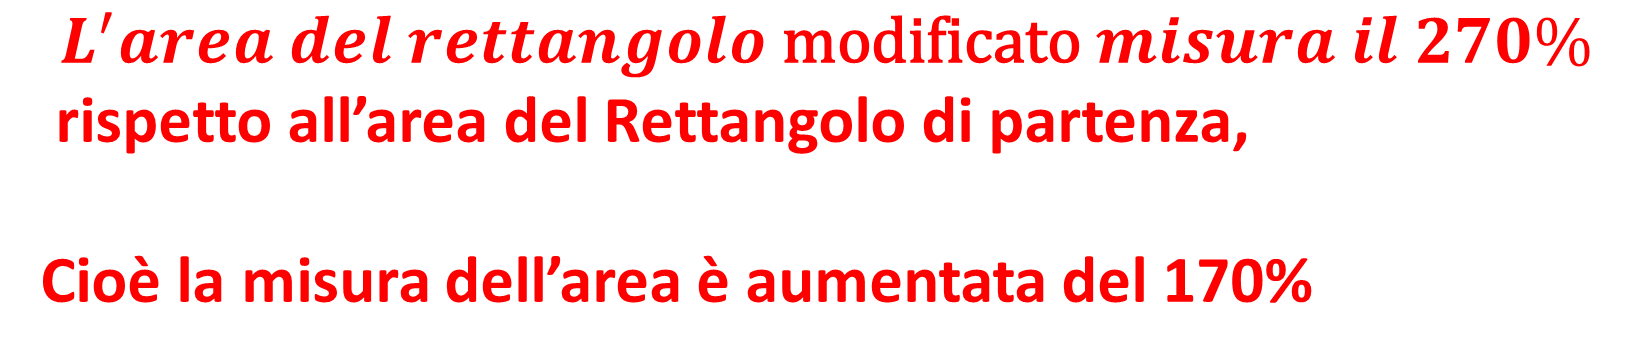 L'area del rettangolo modificato misura il 270%
rispetto all’area del Rettangolo di partenza,
Cioè la misura dell’area è aumentata del 170%